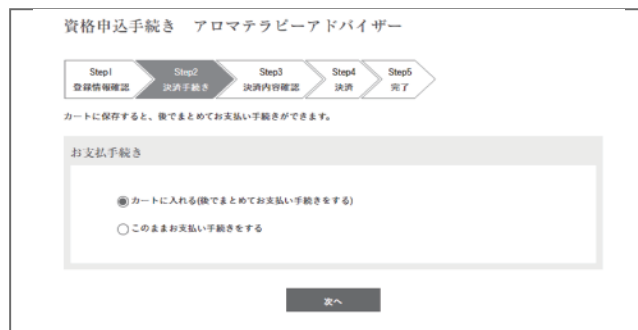 資格申込手続き　アロマテラピーアドバイザー
Step1
登録情報確認
Step2
決済手続き
Step3
決済内容確認
Step4
決済
Step5
完了
カートに保存すると、後でまとめてお支払い手続きができます。
お支払手続き
カートに入れる(後でまとめてお支払い手続きをする)
このままお支払い手続きをする
次へ